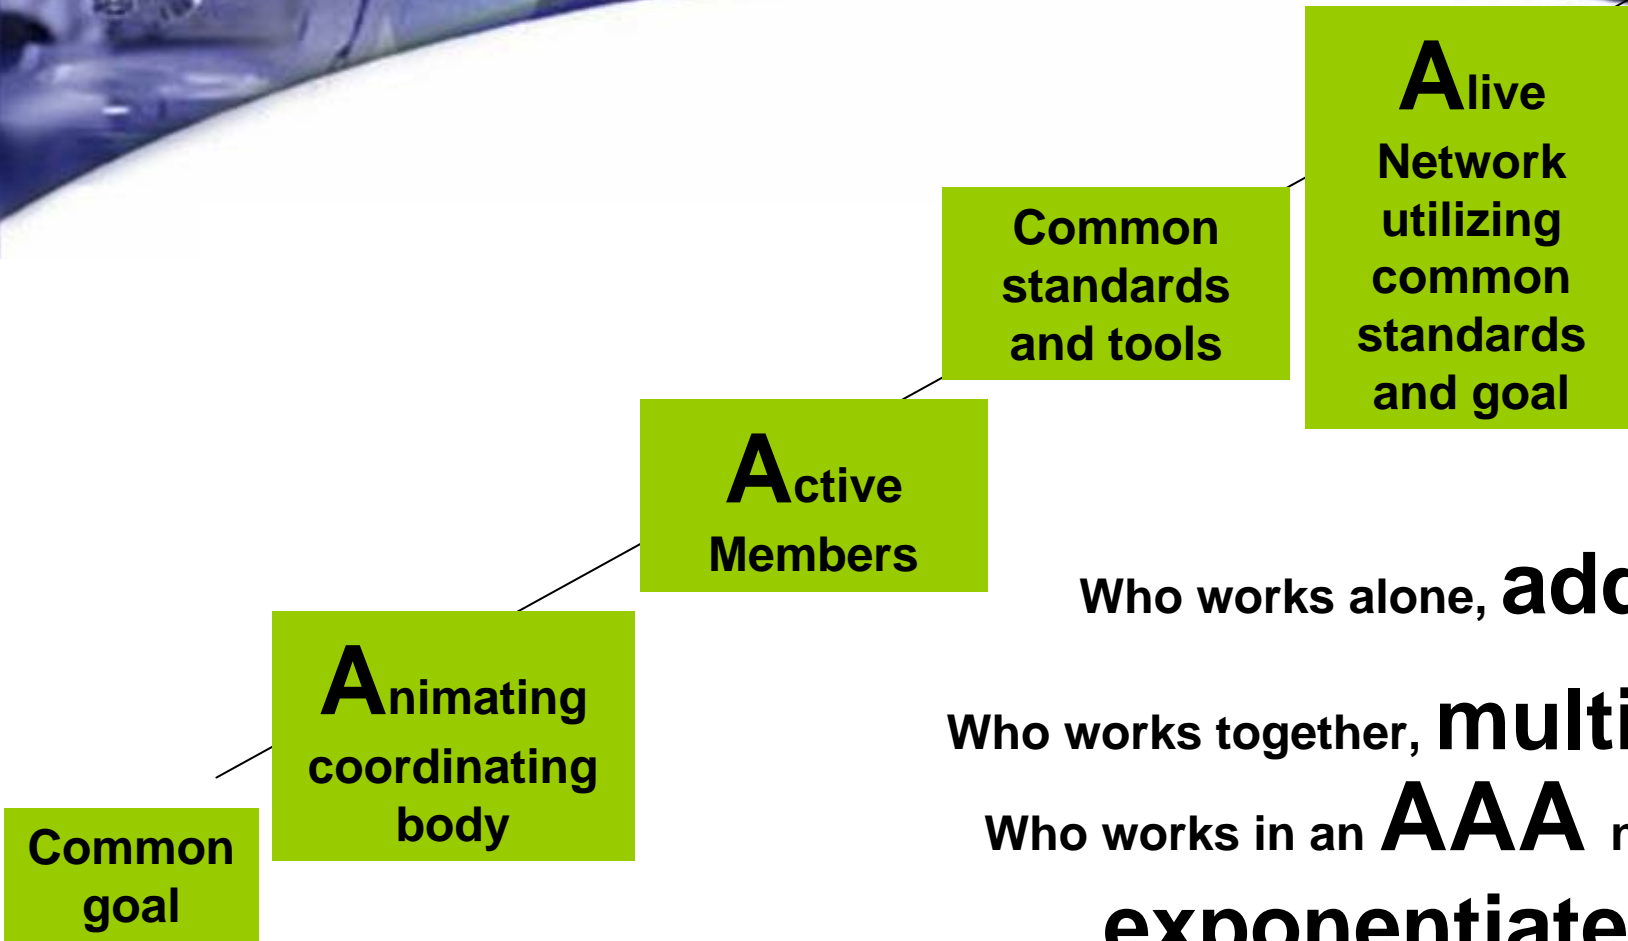 Alive
Network
utilizing
common
standards
and goal
Common
standards
and tools
Active
Members
Animating
coordinating
body
Common
goal
Who works alone,
Who works together,
Who works in an AAA
exponentiate